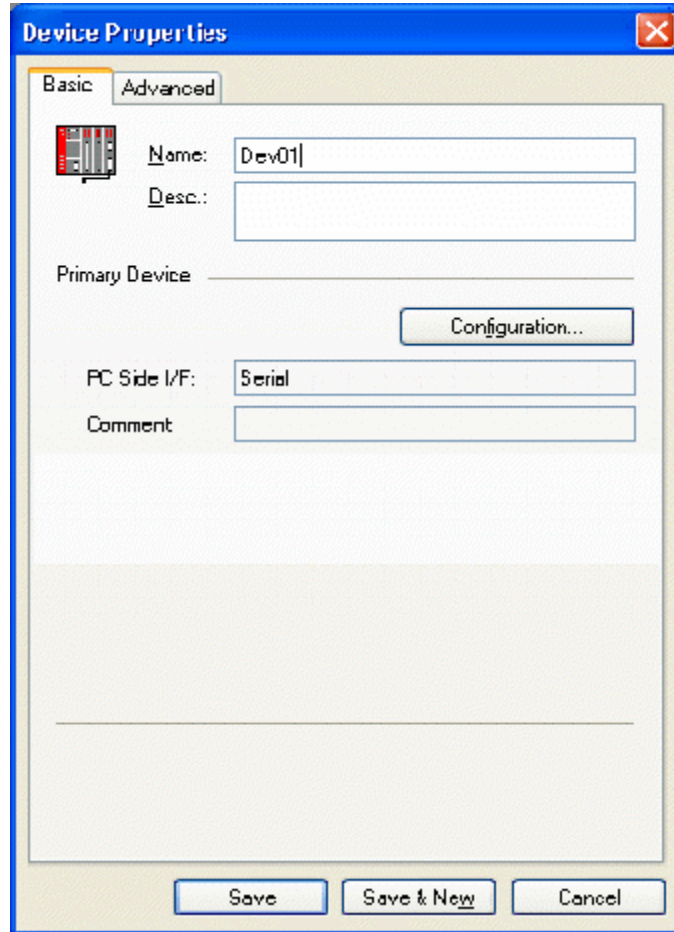 Device Properties
Basic Advanced
Name: Dev01
Desc.:
Primary Device
Configuration...
PC Side I/F: Serial
Comment
Save Save & New Cancel